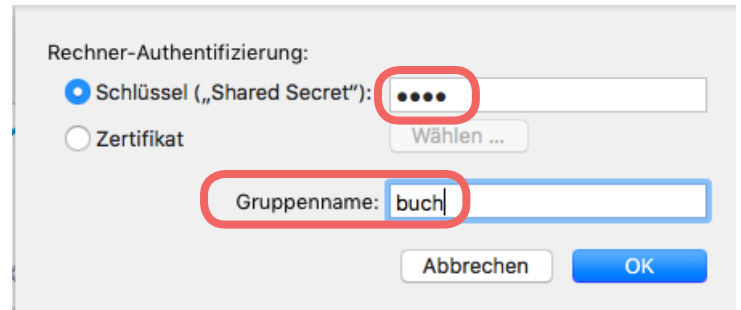 Rechner-Authentifizierung:
Schlüssel („Shared Secret"): ••••
Zertifikat Wählen ...
Gruppenname: buch
Abbrechen OK